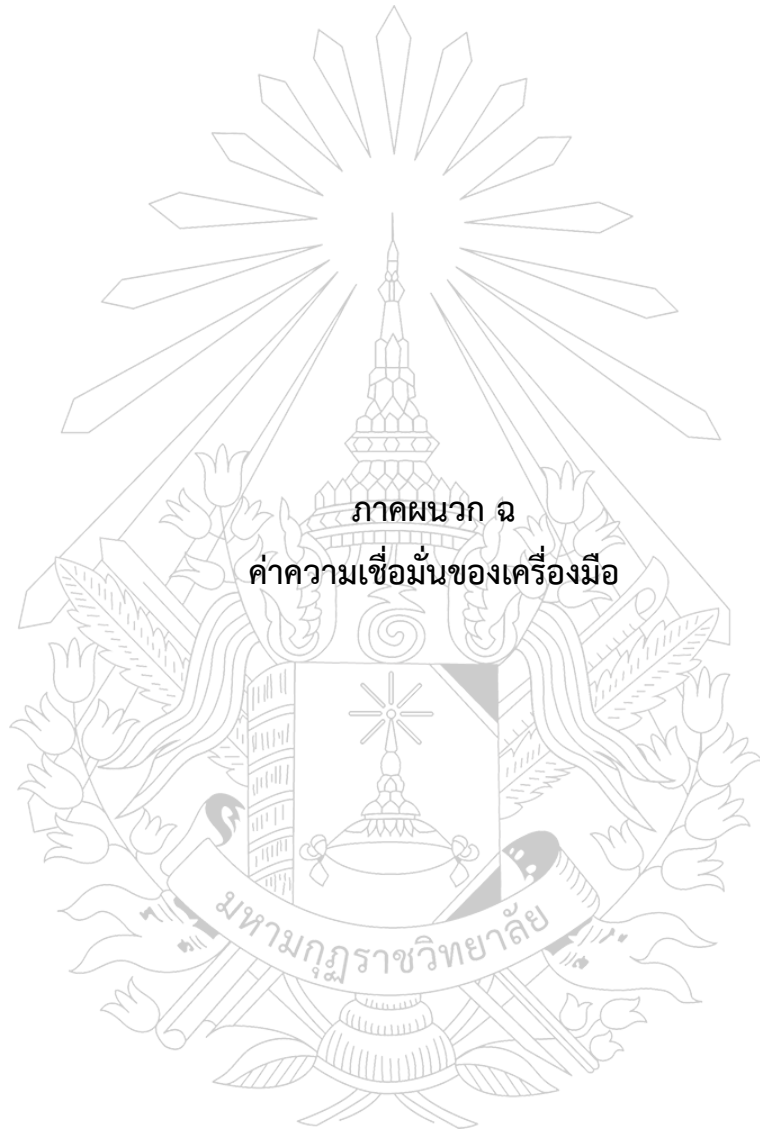 ภาคผนวก ฉ
ค่าความเชื่อมั่นของเครื่องมือ
มหามกุฏราชวิทยาลัย